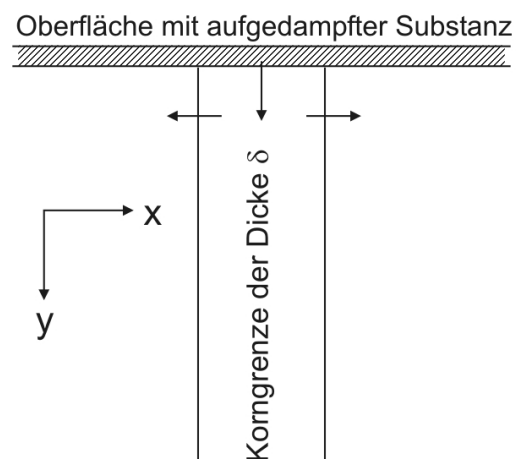 Oberfläche mit aufgedampfter Substanz
x
y
Korngrenze der Dicke δ